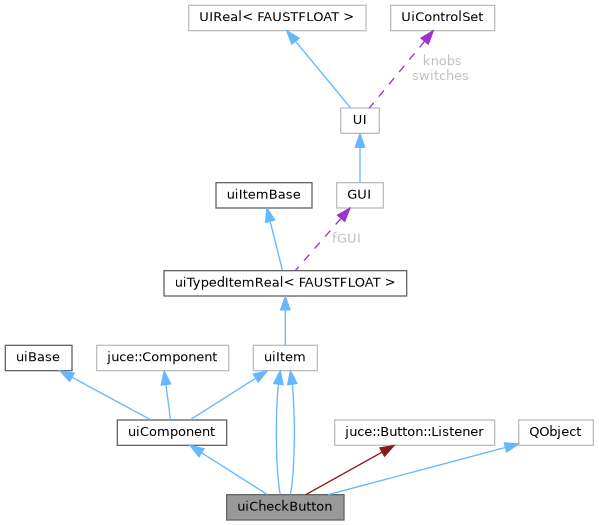 UIReal< FAUSTFLOAT >
UiControlSet
knobs
switches
UI
uiItemBase
GUI
fGUI
uiTypedItemReal< FAUSTFLOAT >
uiBase
juce::Component
uiItem
uiComponent
juce::Button::Listener
QObject
uiCheckButton